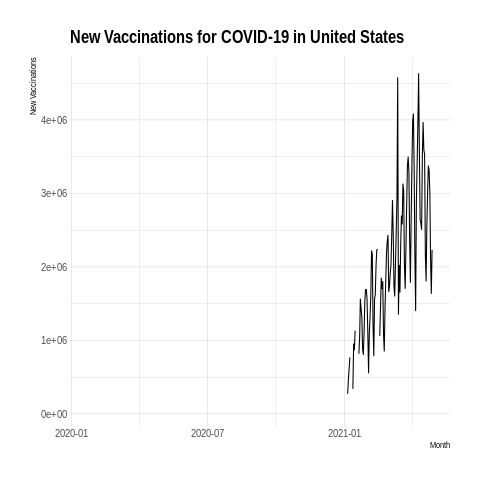 New Vaccinations for COVID-19 in United States
New Vaccinations
4e+06
3e+06
2e+06
1e+06
0e+00
2020-01
2020-07
2021-01
Month